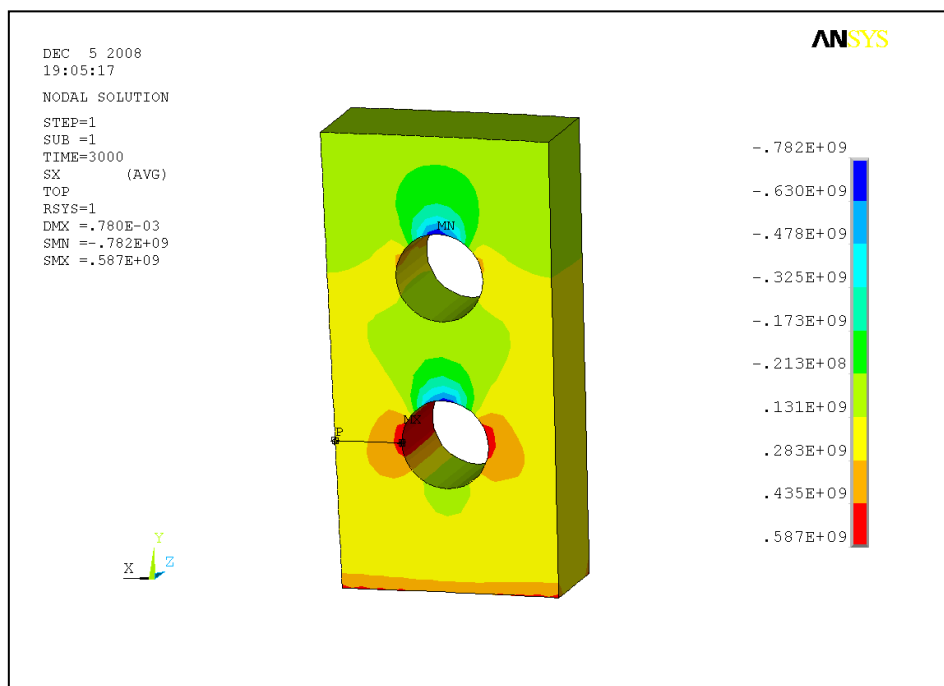 DEC 5 2008
19:05:17
NODAL SOLUTION
STEP=1
SUB =1
TIME=3000
SX (AVG)
TOP
RSYS=1
DMX =.780E-03
SMN =-.782E+09
SMX =.587E+09
ANSYS
MN
MX
P
X
Y
Z
-.782E+09
-.630E+09
-.478E+09
-.325E+09
-.173E+09
-.213E+08
.131E+09
.283E+09
.435E+09
.587E+09